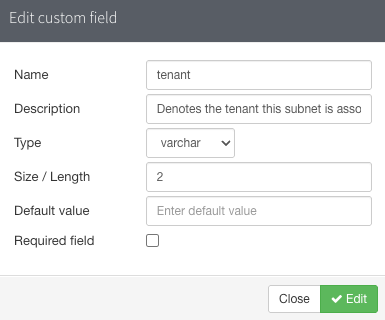 Edit custom field
Name tenant
Description Denotes the tenant this subnet is asso
Type varchar
Size / Length 2
Default value Enter default value
Required field
Close Edit